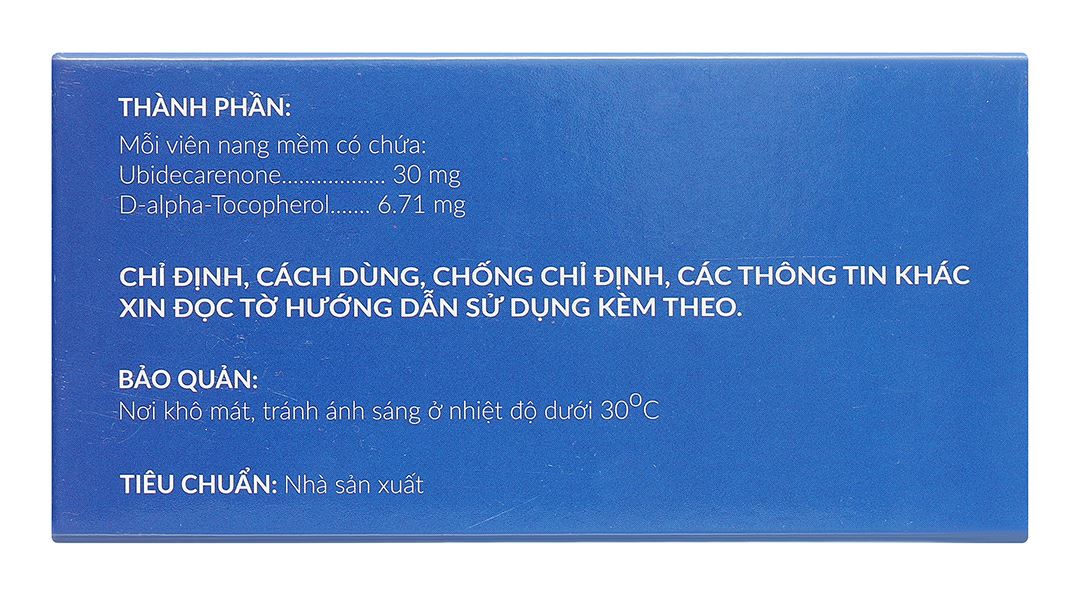 THÀNH PHẦN:
Mỗi viên nang mềm có chứa:
Ubidecarenone.................. 30 mg
D-alpha-Tocopherol....... 6.71 mg
CHỈ ĐỊNH, CÁCH DÙNG, CHỐNG CHỈ ĐỊNH, CÁC THÔNG TIN KHÁC
XIN ĐỌC TỜ HƯỚNG DẪN SỬ DỤNG KÈM THEO.
BẢO QUẢN:
Nơi khô mát, tránh ánh sáng ở nhiệt độ dưới 30⁰C
TIÊU CHUẨN: Nhà sản xuất